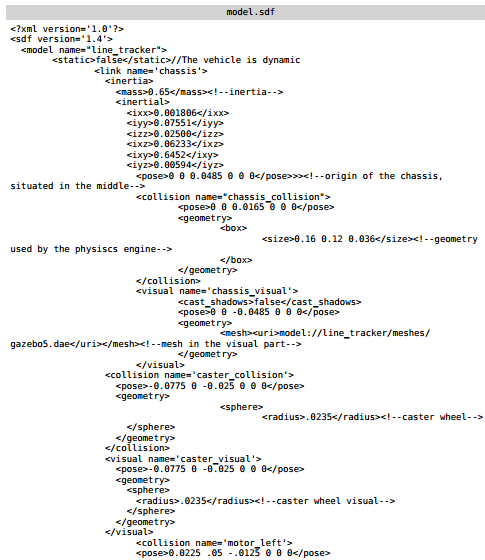 model.sdf
<?xml version='1.0'?>
<sdf version='1.4'>
<model name="line_tracker">
<static>false</static>//The vehicle is dynamic
<link name='chassis'>
<inertia>
<mass>0.65</mass><!--inertia-->
<inertial>
<ixx>0.001806</ixx>
<iyy>0.07551</iyy>
<izz>0.02500</izz>
<ixz>0.06233</ixz>
<ixy>0.6452</ixy>
<iyz>0.00594</iyz>
<pose>0 0 0.0485 0 0 0</pose>>><!--origin of the chassis,
situated in the middle-->
<collision name="chassis_collision">
<pose>0 0 0.0165 0 0 0</pose>
<geometry>
<box>
<size>0.16 0.12 0.036</size><!--geometry
used by the physiscs engine-->
</box>
</geometry>
</collision>
<visual name='chassis_visual'>
<cast_shadows>false</cast_shadows>
<pose>0 0 -0.0485 0 0 0</pose>
<geometry>
<mesh><uri>model://line_tracker/meshes/
gazebo5.dae</uri></mesh><!--mesh in the visual part-->
</geometry>
</visual>
<collision name='caster_collision'>
<pose>-0.0775 0 -0.025 0 0 0</pose>
<geometry>
<sphere>
<radius>.0235</radius><!--caster wheel-->
</sphere>
</geometry>
</collision>
<visual name='caster_visual'>
<pose>-0.0775 0 -0.025 0 0 0</pose>
<geometry>
<sphere>
<radius>.0235</radius><!--caster wheel visual-->
</sphere>
</geometry>
</visual>
<collision name='motor_left'>
<pose>0.0225 .05 -.0125 0 0 0</pose>